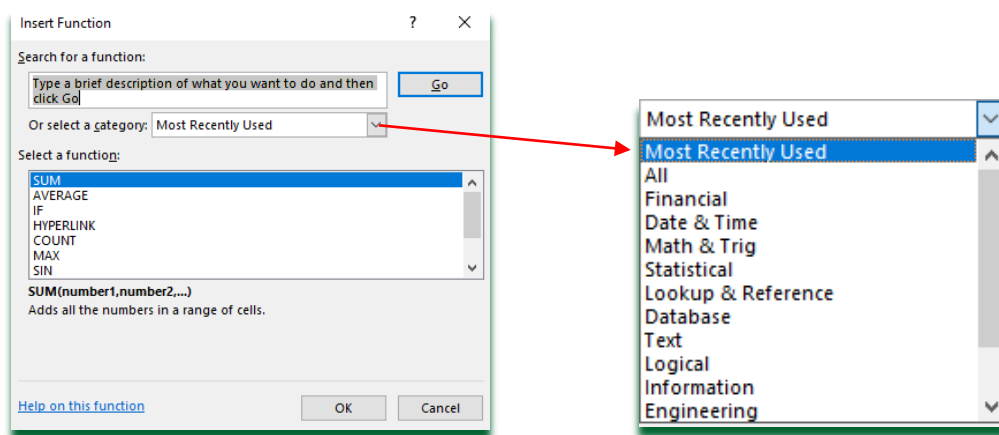 Insert Function ? ×
Search for a function:
Type a brief description of what you want to do and then
click Go
Go
Or select a category: Most Recently Used
Select a function:
SUM
AVERAGE
IF
HYPERLINK
COUNT
MAX
SIN
SUM(number1,number2,...)
Adds all the numbers in a range of cells.
Help on this function
OK
Cancel
Most Recently Used
Most Recently Used
All
Financial
Date & Time
Math & Trig
Statistical
Lookup & Reference
Database
Text
Logical
Information
Engineering